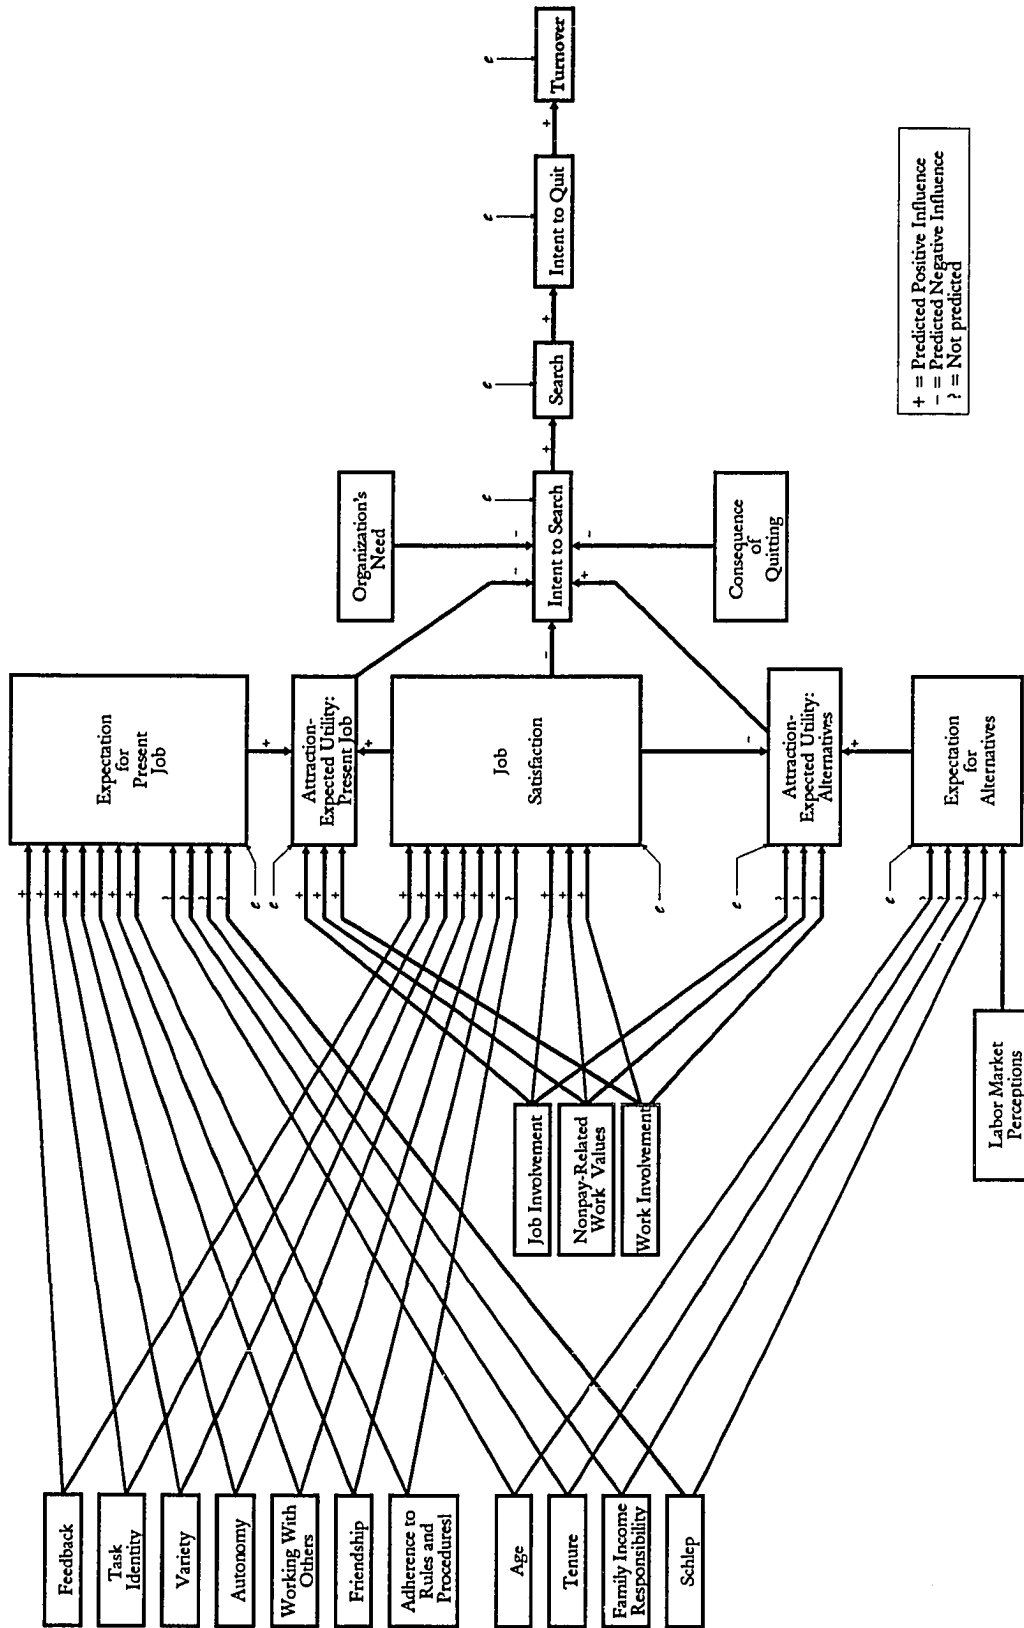 Feedback
Task
Identity
Variety
Autonomy
Working With
Others
Friendship
Adherence to
Rules and
Procedures!
Age
Tenure
Family Income
Responsibility
Schlep
Job Involvement
Nonpay-Related
Work Values
Work Involvement
Labor Market
Perceptions
+
+
+
+
+
+
+
?
?
?
?
e
e
+
+
+
+
+
+
+
+
+
?
+
+
+
e
e
?
?
?
e
?
?
?
?
+
Expectation
for
Present
Job
+
Attraction-
Expected Utility:
Present Job
+
Job
Satisfaction
-
Attraction-
Expected Utility:
Alternatives
+
Expectation
for
Alternatives
-
Organization's
Need
-
-
e
Intent to Search
+
-
Consequence
of
Quitting
+
e
Search
+
e
Intent to Quit
+
e
Turnover
+ = Predicted Positive Influence
- = Predicted Negative Influence
? = Not predicted